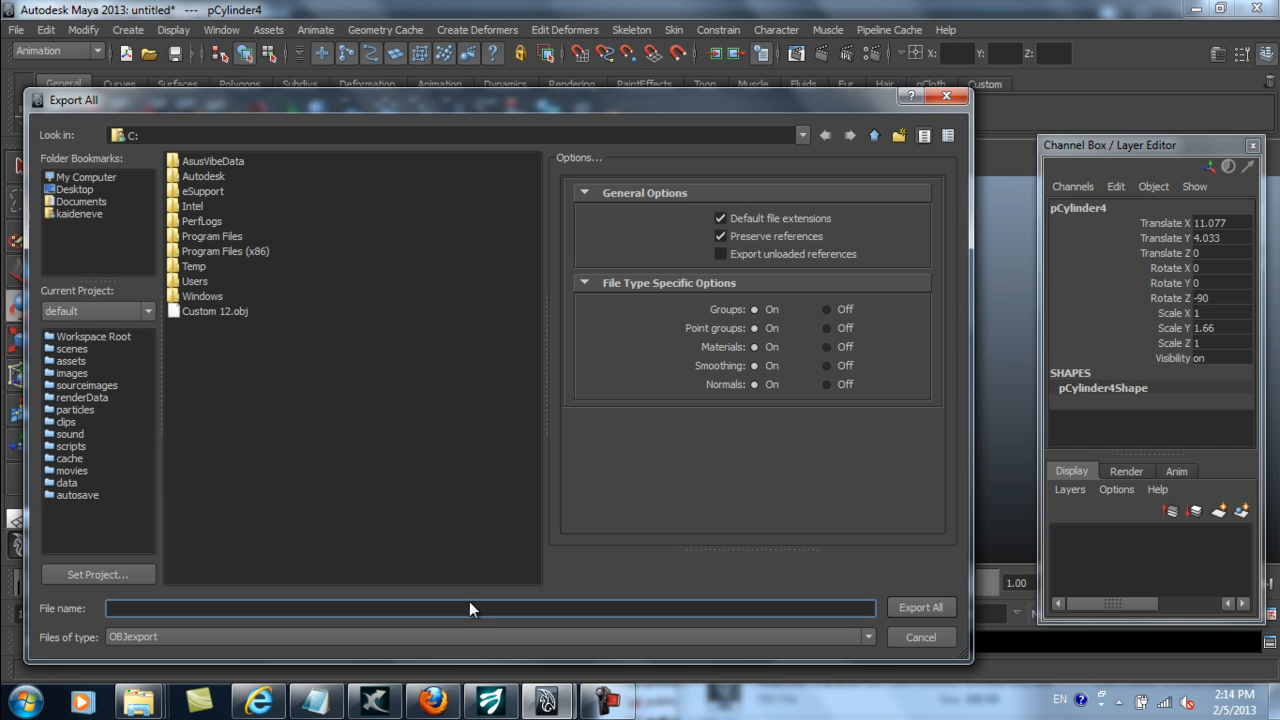 Autodesk Maya 2013: untitled* --- pCylinder4
File Edit Modify Create Display Window Assets Animate Geometry Cache Create Deformers Edit Deformers Skeleton Skin Constrain Character Muscle Pipeline Cache Help
Animation X: Y: Z:
General Curves Surfaces Polygons Subdivs Deformation Animation Dynamics Rendering PaintEffects Toon Muscle Fluids Fur Hair nCloth Custom
Export All
Look in: C:
Folder Bookmarks:
My Computer
Desktop
Documents
kaideneve
Current Project:
default
Workspace Root
scenes
assets
images
sourceimages
renderData
particles
clips
sound
scripts
cache
movies
data
autosave
Set Project...
AsusVibeData
Autodesk
eSupport
Intel
PerfLogs
Program Files
Program Files (x86)
Temp
Users
Windows
Custom 12.obj
Options...
General Options
Default file extensions
Preserve references
Export unloaded references
File Type Specific Options
Groups: On Off
Point groups: On Off
Materials: On Off
Smoothing: On Off
Normals: On Off
File name: Export All
Files of type: OBJexport Cancel
Channel Box / Layer Editor
Channels Edit Object Show
pCylinder4
Translate X 11.077
Translate Y 4.033
Translate Z 0
Rotate X 0
Rotate Y 0
Rotate Z -90
Scale X 1
Scale Y 1.66
Scale Z 1
Visibility on
SHAPES
pCylinder4Shape
Display Render Anim
Layers Options Help
1.00
EN
2:14 PM
2/5/2013